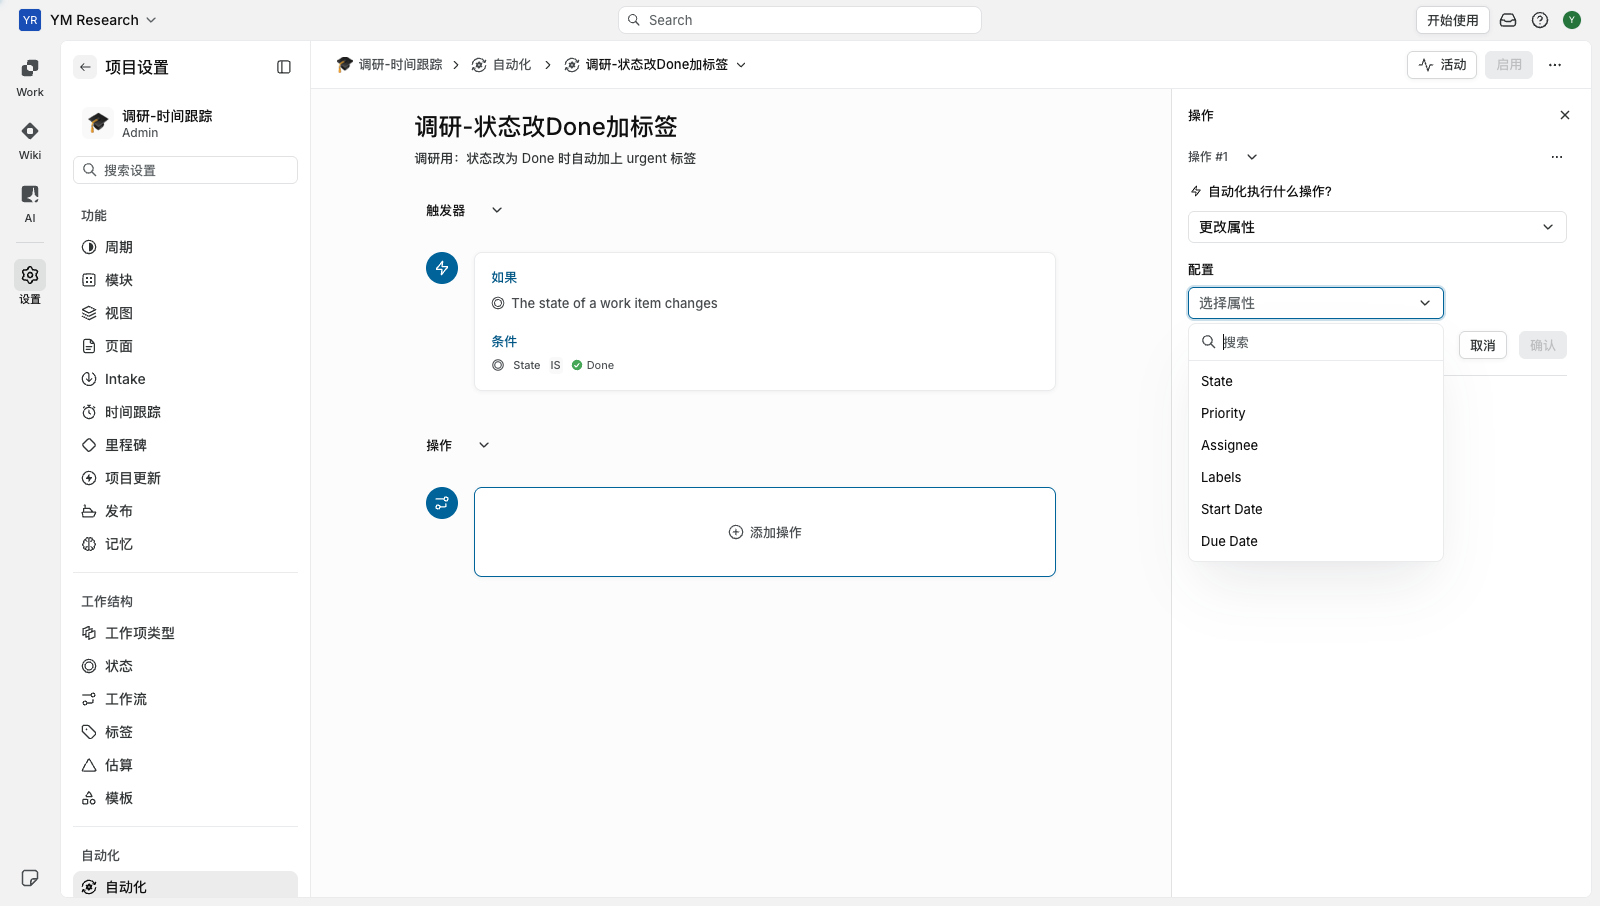 YR YM Research
Search
开始使用
Y
Work
Wiki
AI
设置
项目设置
调研-时间跟踪
Admin
搜索设置
功能
周期
模块
视图
页面
Intake
时间跟踪
里程碑
项目更新
发布
记忆
工作结构
工作项类型
状态
工作流
标签
估算
模板
自动化
自动化
调研-时间跟踪 > 自动化 > 调研-状态改Done加标签
活动
启用
调研-状态改Done加标签
调研用：状态改为 Done 时自动加上 urgent 标签
触发器
如果
The state of a work item changes
条件
State IS Done
操作
添加操作
操作
操作 #1
自动化执行什么操作?
更改属性
配置
选择属性
搜索
State
Priority
Assignee
Labels
Start Date
Due Date
取消
确认